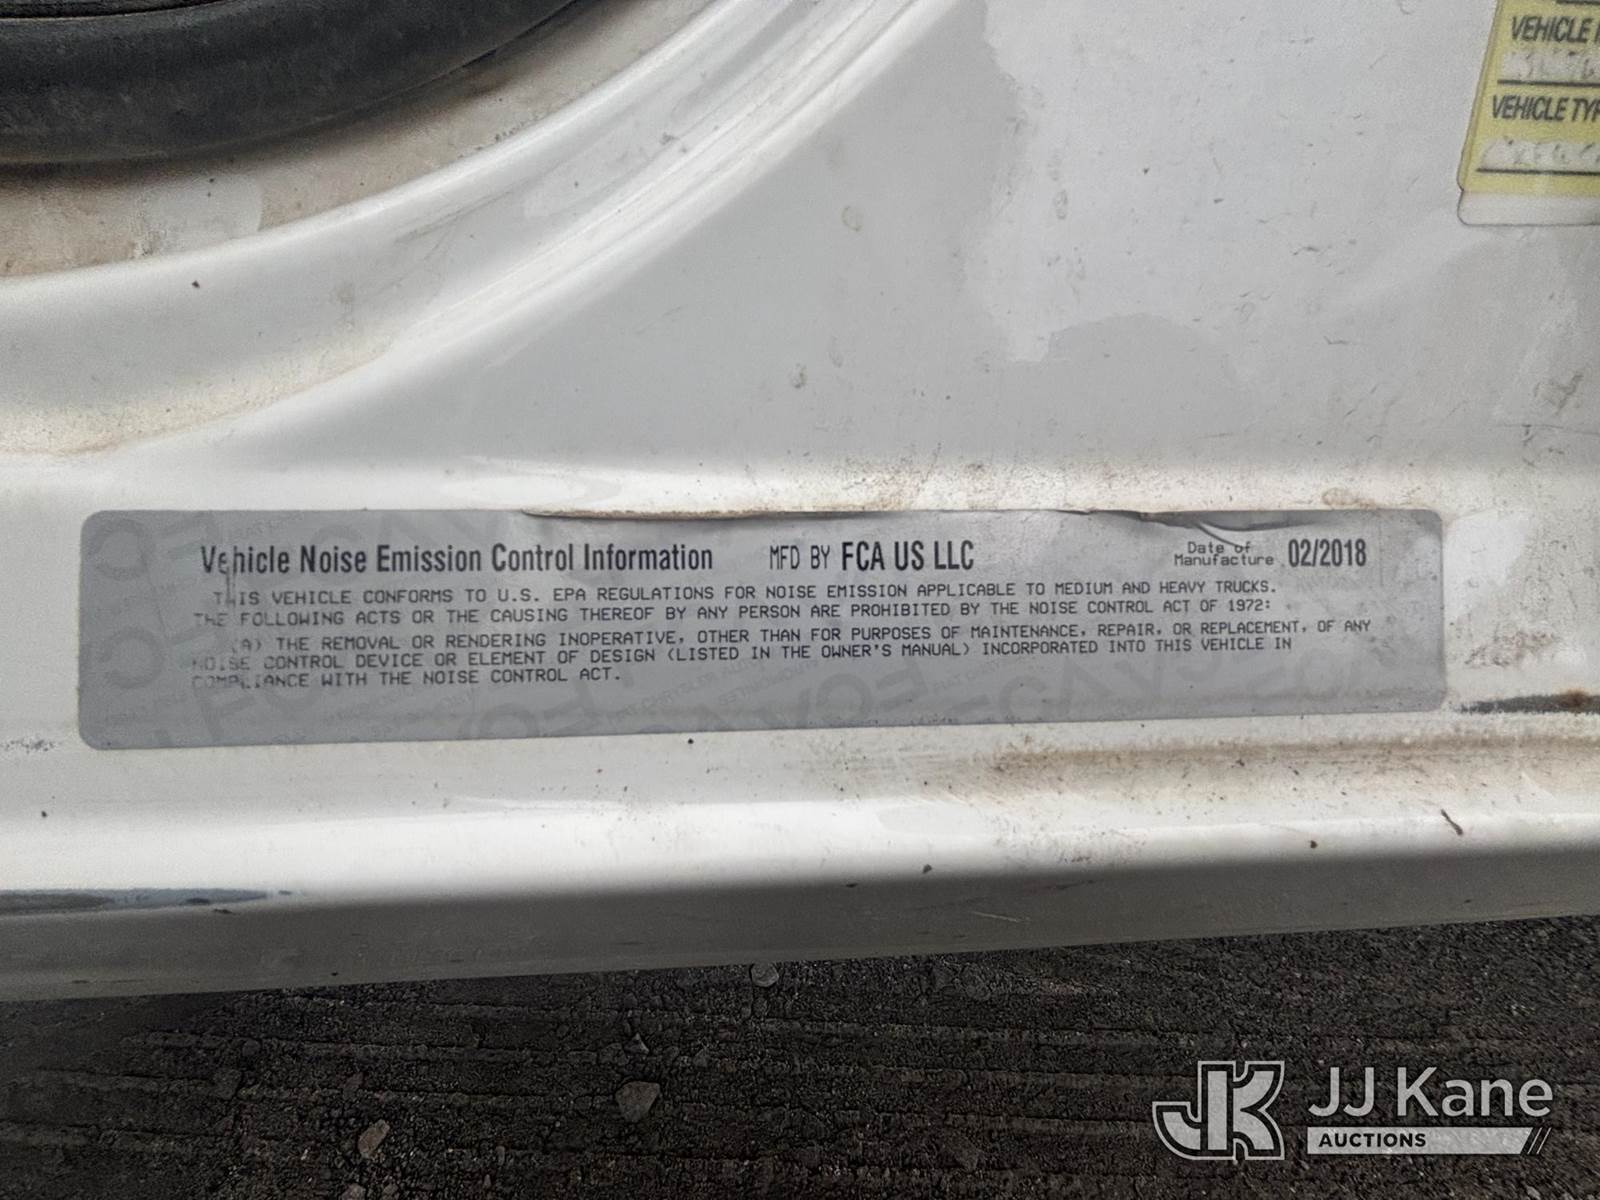 VEHICLE
VEHICLE TYP
Vehicle Noise Emission Control Information MFD BY FCA US LLC Date of Manufacture 02/2018
THIS VEHICLE CONFORMS TO U.S. EPA REGULATIONS FOR NOISE EMISSION APPLICABLE TO MEDIUM AND HEAVY TRUCKS.
THE FOLLOWING ACTS OR THE CAUSING THEREOF BY ANY PERSON ARE PROHIBITED BY THE NOISE CONTROL ACT OF 1972:
(A) THE REMOVAL OR RENDERING INOPERATIVE, OTHER THAN FOR PURPOSES OF MAINTENANCE, REPAIR, OR REPLACEMENT, OF ANY
NOISE CONTROL DEVICE OR ELEMENT OF DESIGN (LISTED IN THE OWNER'S MANUAL) INCORPORATED INTO THIS VEHICLE IN
COMPLIANCE WITH THE NOISE CONTROL ACT.
JJ Kane
AUCTIONS